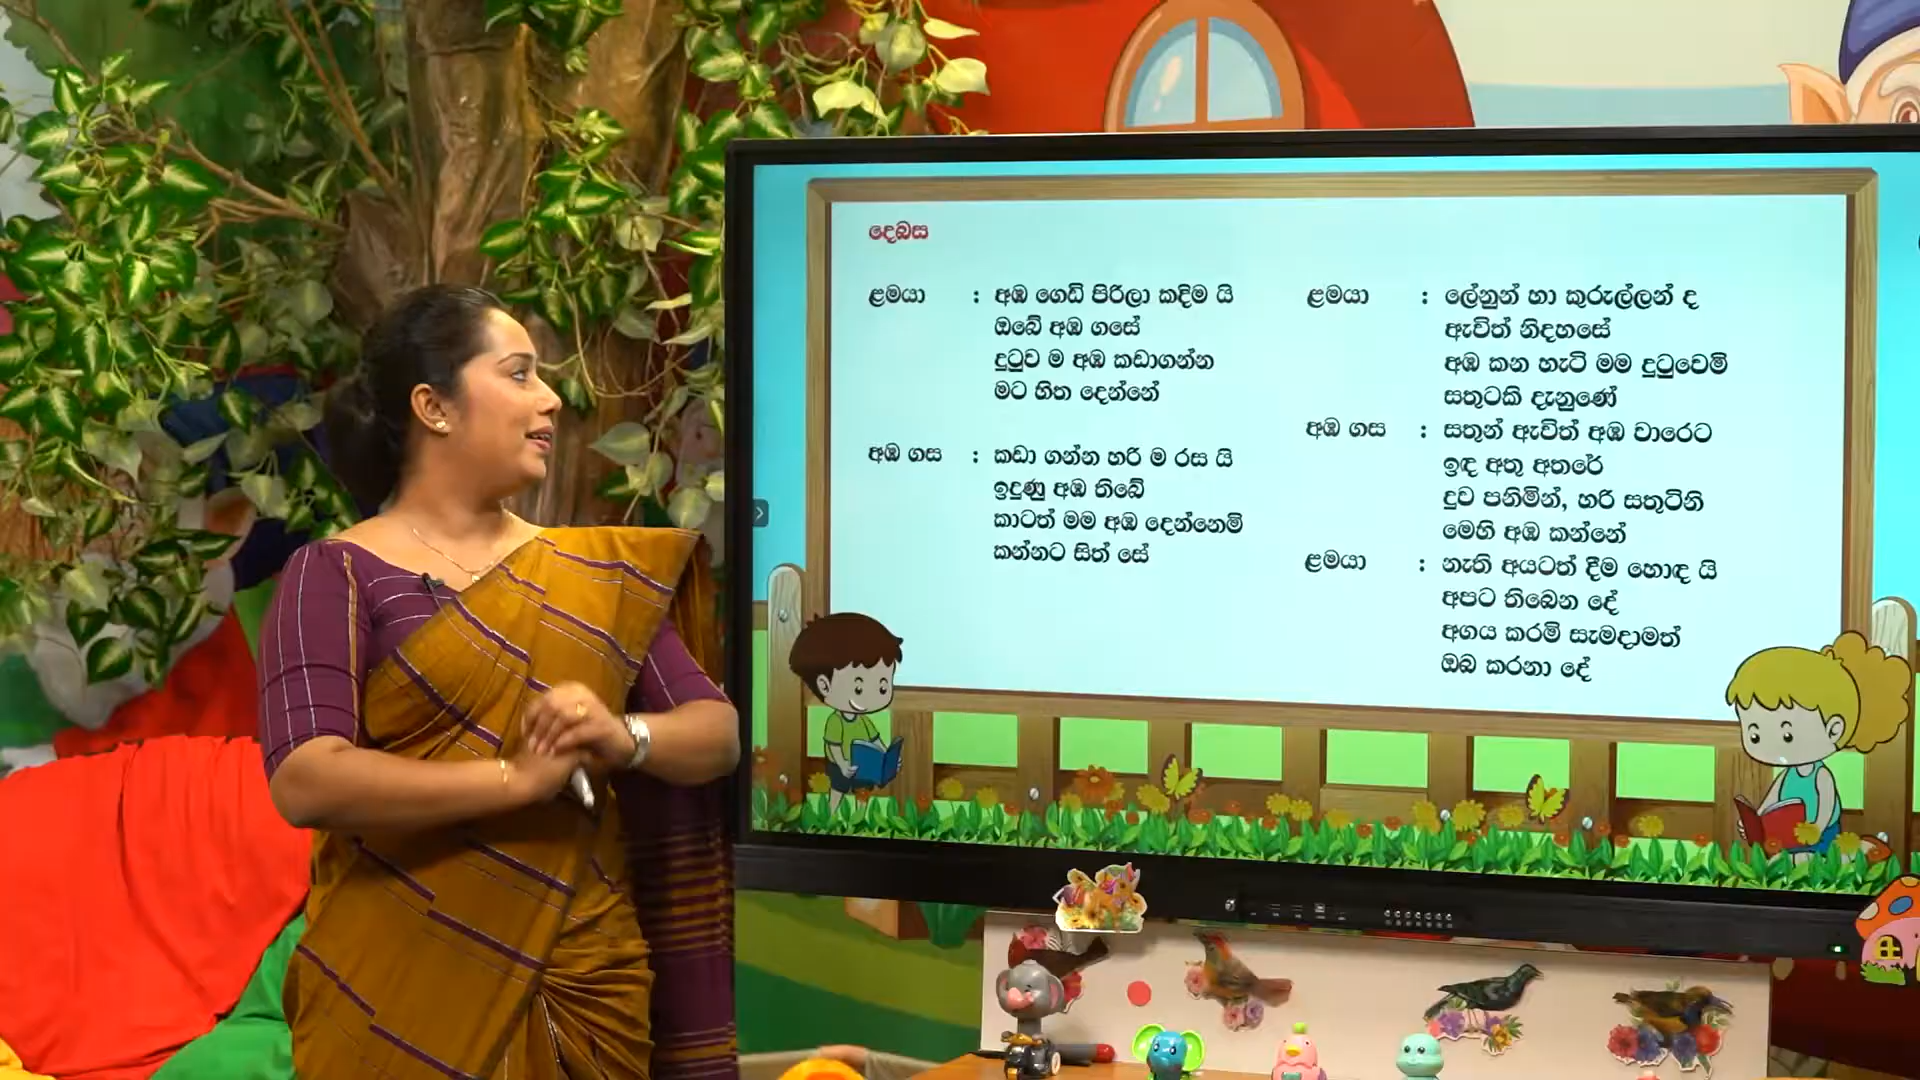 දෙබස
ළමයා : අඹ ගෙඩි පිරිලා කදිම යි
ඔබේ අඹ ගසේ
දුටුව ම අඹ කඩාගන්න
මට හිත දෙන්නේ
අඹ ගස : කඩා ගන්න හරි ම රස යි
ඉදුණු අඹ තිබේ
කාටත් මම අඹ දෙන්නෙමි
කන්නට සිත් සේ
ළමයා : ලේනුන් හා කුරුල්ලන් ද
ඇවිත් නිදහසේ
අඹ කන හැටි මම දුටුවෙමි
සතුටකි දැනුණේ
අඹ ගස : සතුන් ඇවිත් අඹ වාරෙට
ඉඳ අතු අතරේ
දුව පනිමින්, හරි සතුටිනි
මෙහි අඹ කන්නේ
ළමයා : නැති අයටත් දීම හොඳ යි
අපට තිබෙන දේ
අගය කරමි සැමදාමත්
ඔබ කරනා දේ